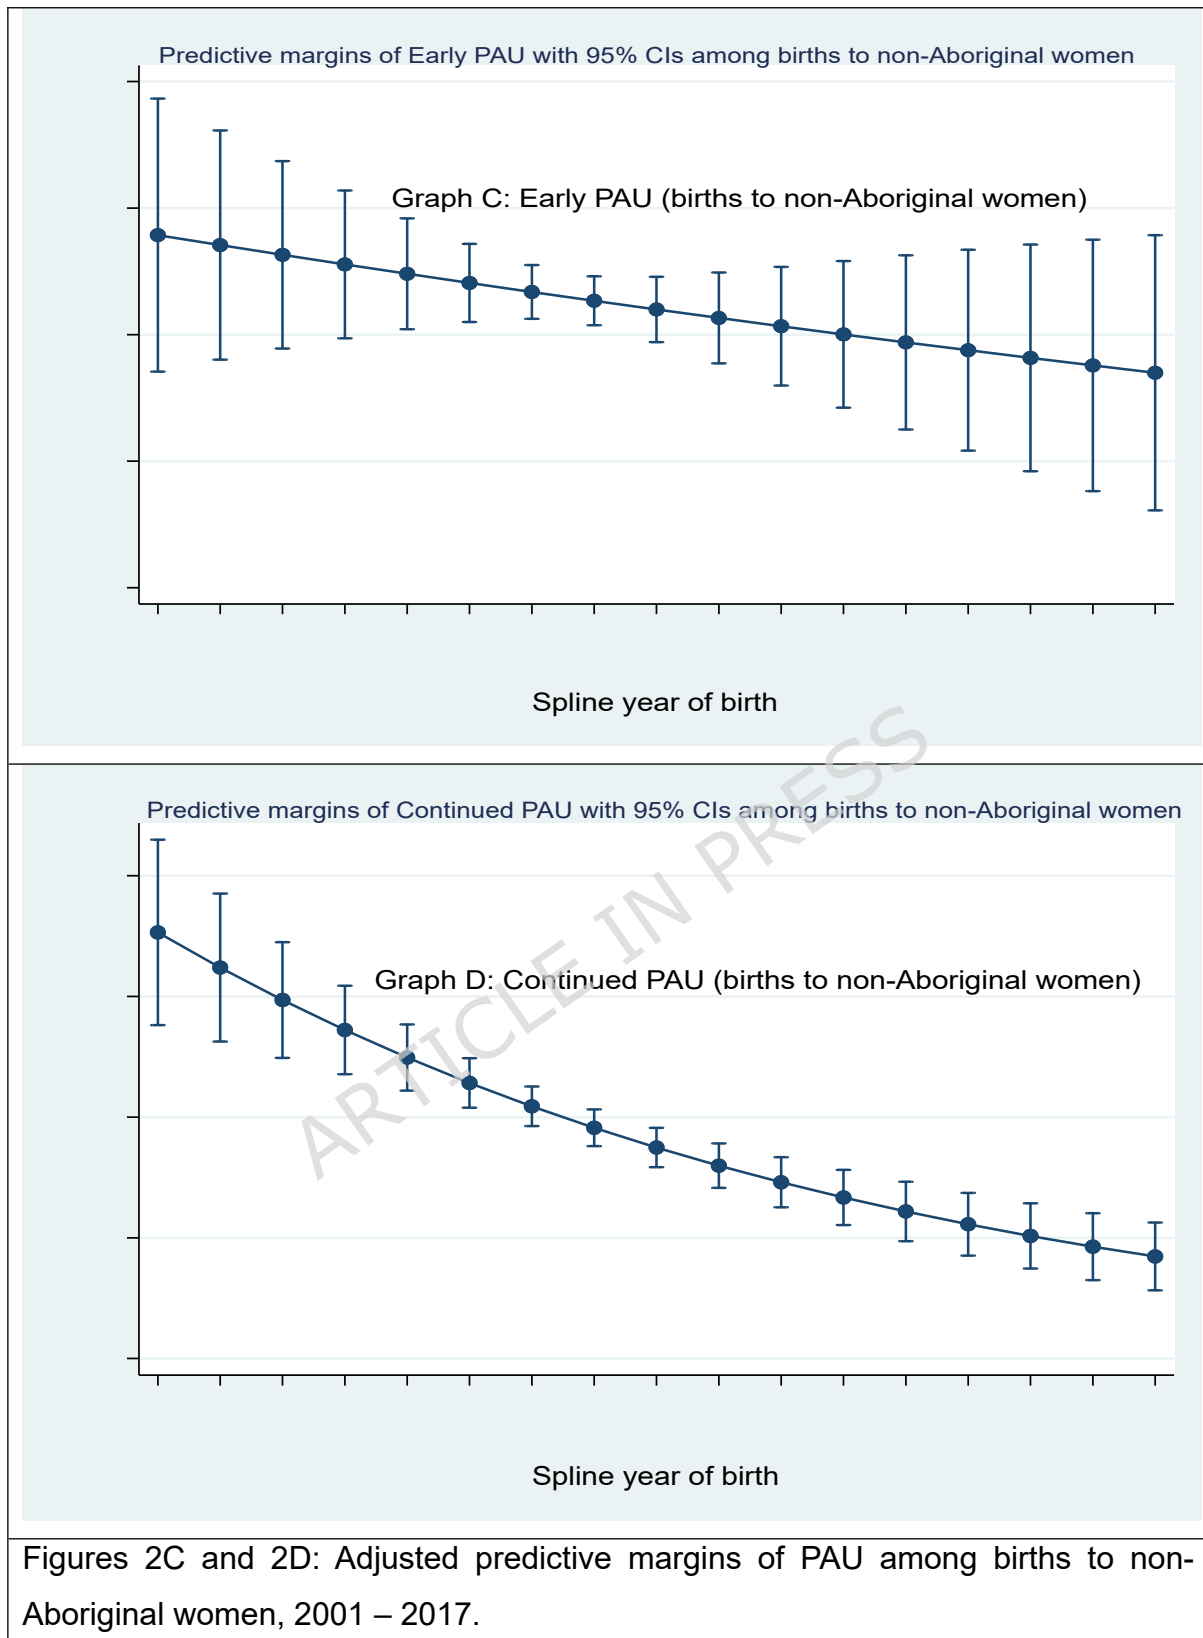 Predictive margins of Early PAU with 95% CIs among births to non-Aboriginal women
Graph C: Early PAU (births to non-Aboriginal women)
Spline year of birth
Predictive margins of Continued PAU with 95% CIs among births to non-Aboriginal women
Graph D: Continued PAU (births to non-Aboriginal women)
ARTICLE IN PRESS
Spline year of birth
Figures 2C and 2D: Adjusted predictive margins of PAU among births to non-
Aboriginal women, 2001 – 2017.